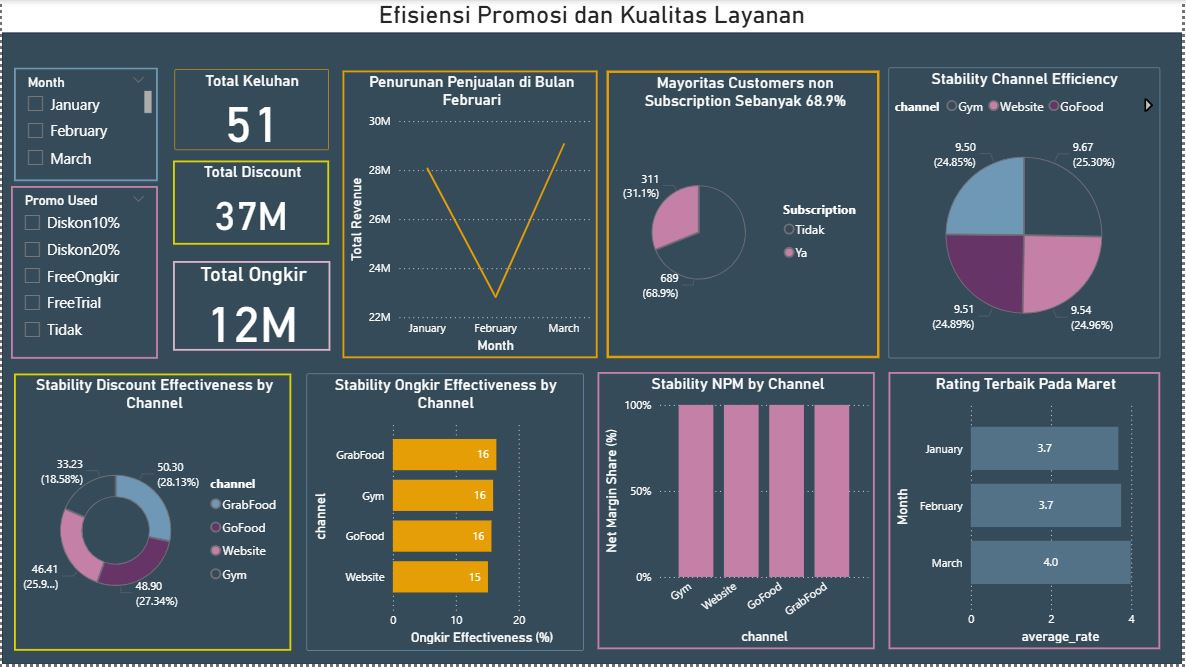 Efisiensi Promosi dan Kualitas Layanan
Month
January
February
March
Promo Used
Diskon10%
Diskon20%
FreeOngkir
FreeTrial
Tidak
Total Keluhan
51
Total Discount
37M
Total Ongkir
12M
Penurunan Penjualan di Bulan
Februari
Total Revenue
30M
28M
26M
24M
22M
January February March
Month
Mayoritas Customers non
Subscription Sebanyak 68.9%
311
(31.1%)
689
(68.9%)
Subscription
Tidak
Ya
Stability Channel Efficiency
channel Gym Website GoFood
9.50
(24.85%)
9.67
(25.30%)
9.51
(24.89%)
9.54
(24.96%)
Stability Discount Effectiveness by
Channel
33.23
(18.58%)
50.30
(28.13%)
46.41
(25.9...)
48.90
(27.34%)
channel
GrabFood
GoFood
Website
Gym
Stability Ongkir Effectiveness by
Channel
channel
GrabFood 16
Gym 16
GoFood 16
Website 15
0 10 20
Ongkir Effectiveness (%)
Stability NPM by Channel
Net Margin Share (%)
100%
50%
0%
Gym Website GoFood GrabFood
channel
Rating Terbaik Pada Maret
Month
January 3.7
February 3.7
March 4.0
0 2 4
average_rate